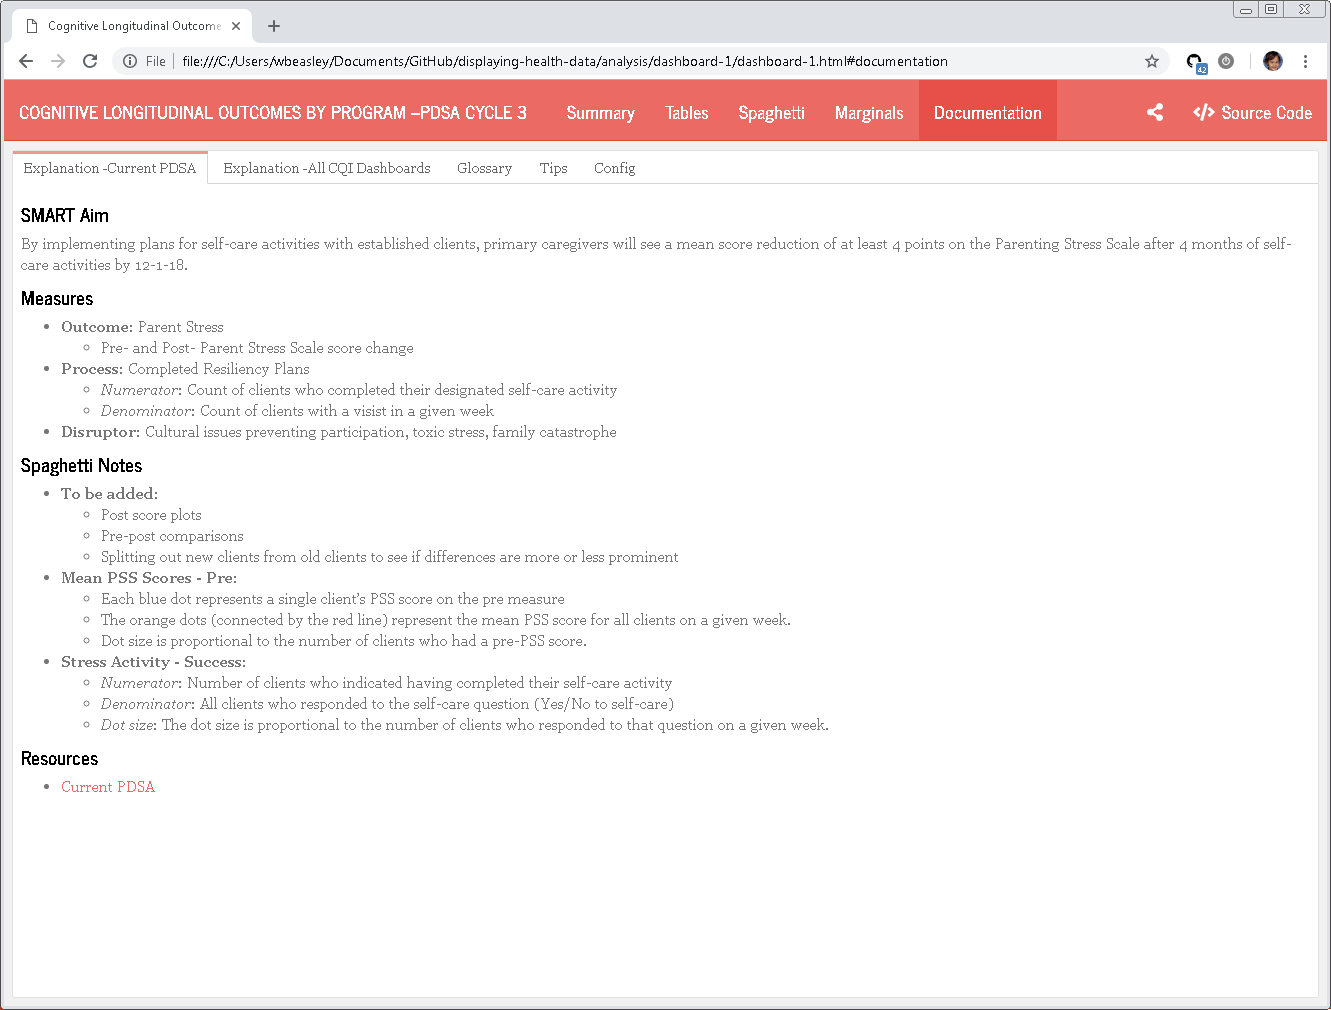 Cognitive Longitudinal Outcome
File
file:///C:/Users/wbeasley/Documents/GitHub/displaying-health-data/analysis/dashboard-1/dashboard-1.html#documentation
42
COGNITIVE LONGITUDINAL OUTCOMES BY PROGRAM –PDSA CYCLE 3
Summary
Tables
Spaghetti
Marginals
Documentation
</> Source Code
Explanation -Current PDSA
Explanation -All CQI Dashboards
Glossary
Tips
Config
SMART Aim
By implementing plans for self-care activities with established clients, primary caregivers will see a mean score reduction of at least 4 points on the Parenting Stress Scale after 4 months of self-
care activities by 12-1-18.
Measures
• Outcome: Parent Stress
◦ Pre- and Post- Parent Stress Scale score change
• Process: Completed Resiliency Plans
◦ Numerator: Count of clients who completed their designated self-care activity
◦ Denominator: Count of clients with a visist in a given week
• Disruptor: Cultural issues preventing participation, toxic stress, family catastrophe
Spaghetti Notes
• To be added:
◦ Post score plots
◦ Pre-post comparisons
◦ Splitting out new clients from old clients to see if differences are more or less prominent
• Mean PSS Scores - Pre:
◦ Each blue dot represents a single client's PSS score on the pre measure
◦ The orange dots (connected by the red line) represent the mean PSS score for all clients on a given week.
◦ Dot size is proportional to the number of clients who had a pre-PSS score.
• Stress Activity - Success:
◦ Numerator: Number of clients who indicated having completed their self-care activity
◦ Denominator: All clients who responded to the self-care question (Yes/No to self-care)
◦ Dot size: The dot size is proportional to the number of clients who responded to that question on a given week.
Resources
• Current PDSA